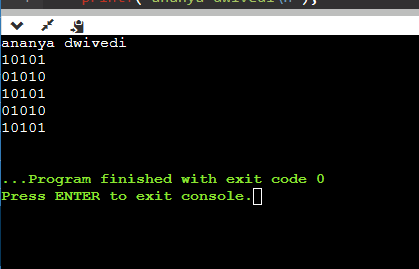 ananya dwivedi
10101
01010
10101
01010
10101
...Program finished with exit code 0
Press ENTER to exit console.